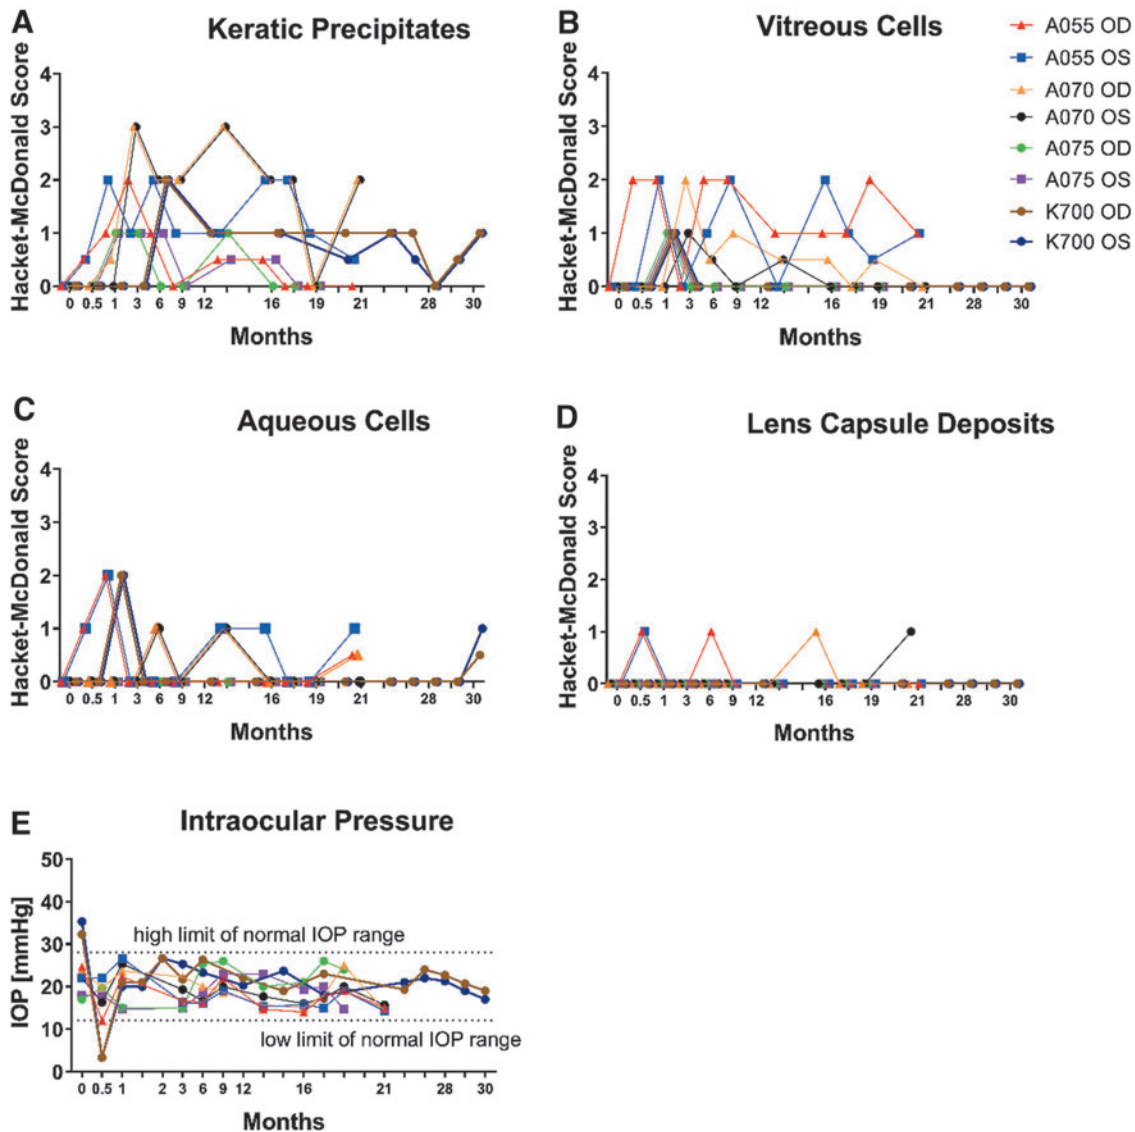 A
Keratic Precipitates
Hacket-McDonald Score
4
3
2
1
0
0 0.5 1 3 6 9 12 16 19 21 28 30
Months
B
Vitreous Cells
Hacket-McDonald Score
4
3
2
1
0
0 0.5 1 3 6 9 12 16 19 21 28 30
Months
A055 OD
A055 OS
A070 OD
A070 OS
A075 OD
A075 OS
K700 OD
K700 OS
C
Aqueous Cells
Hacket-McDonald Score
4
3
2
1
0
0 0.5 1 3 6 9 12 16 19 21 28 30
Months
D
Lens Capsule Deposits
Hacket-McDonald Score
4
3
2
1
0
0 0.5 1 3 6 9 12 16 19 21 28 30
Months
E
Intraocular Pressure
IOP [mmHg]
50
40
30
20
10
0
high limit of normal IOP range
low limit of normal IOP range
0 0.5 1 2 3 6 9 12 16 21 28 30
Months